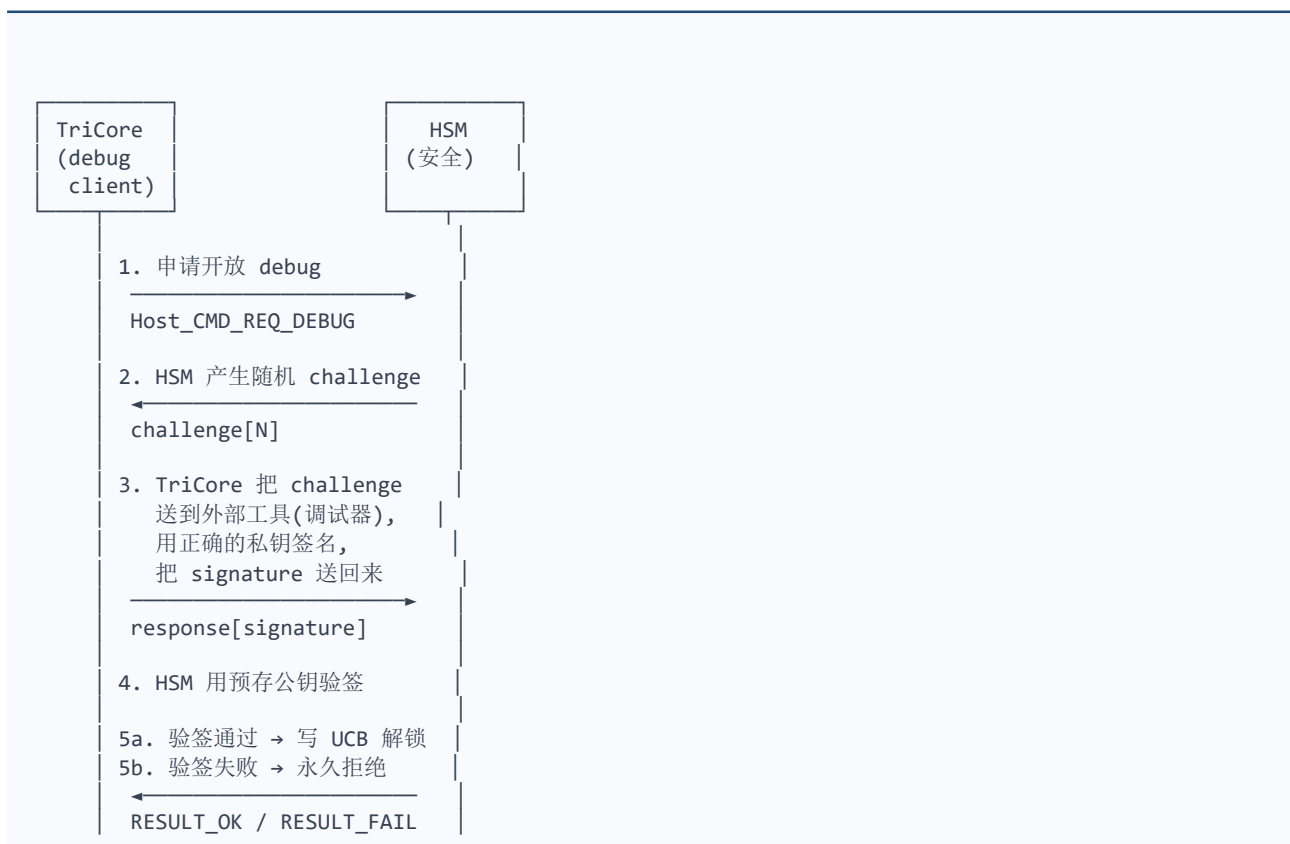 TriCore HSM
(debug (安全)
client)
1. 申请开放 debug
Host_CMD_REQ_DEBUG
2. HSM 产生随机 challenge
challenge[N]
3. TriCore 把 challenge
送到外部工具(调试器),
用正确的私钥签名,
把 signature 送回来
response[signature]
4. HSM 用预存公钥验签
5a. 验签通过 → 写 UCB 解锁
5b. 验签失败 → 永久拒绝
RESULT_OK / RESULT_FAIL